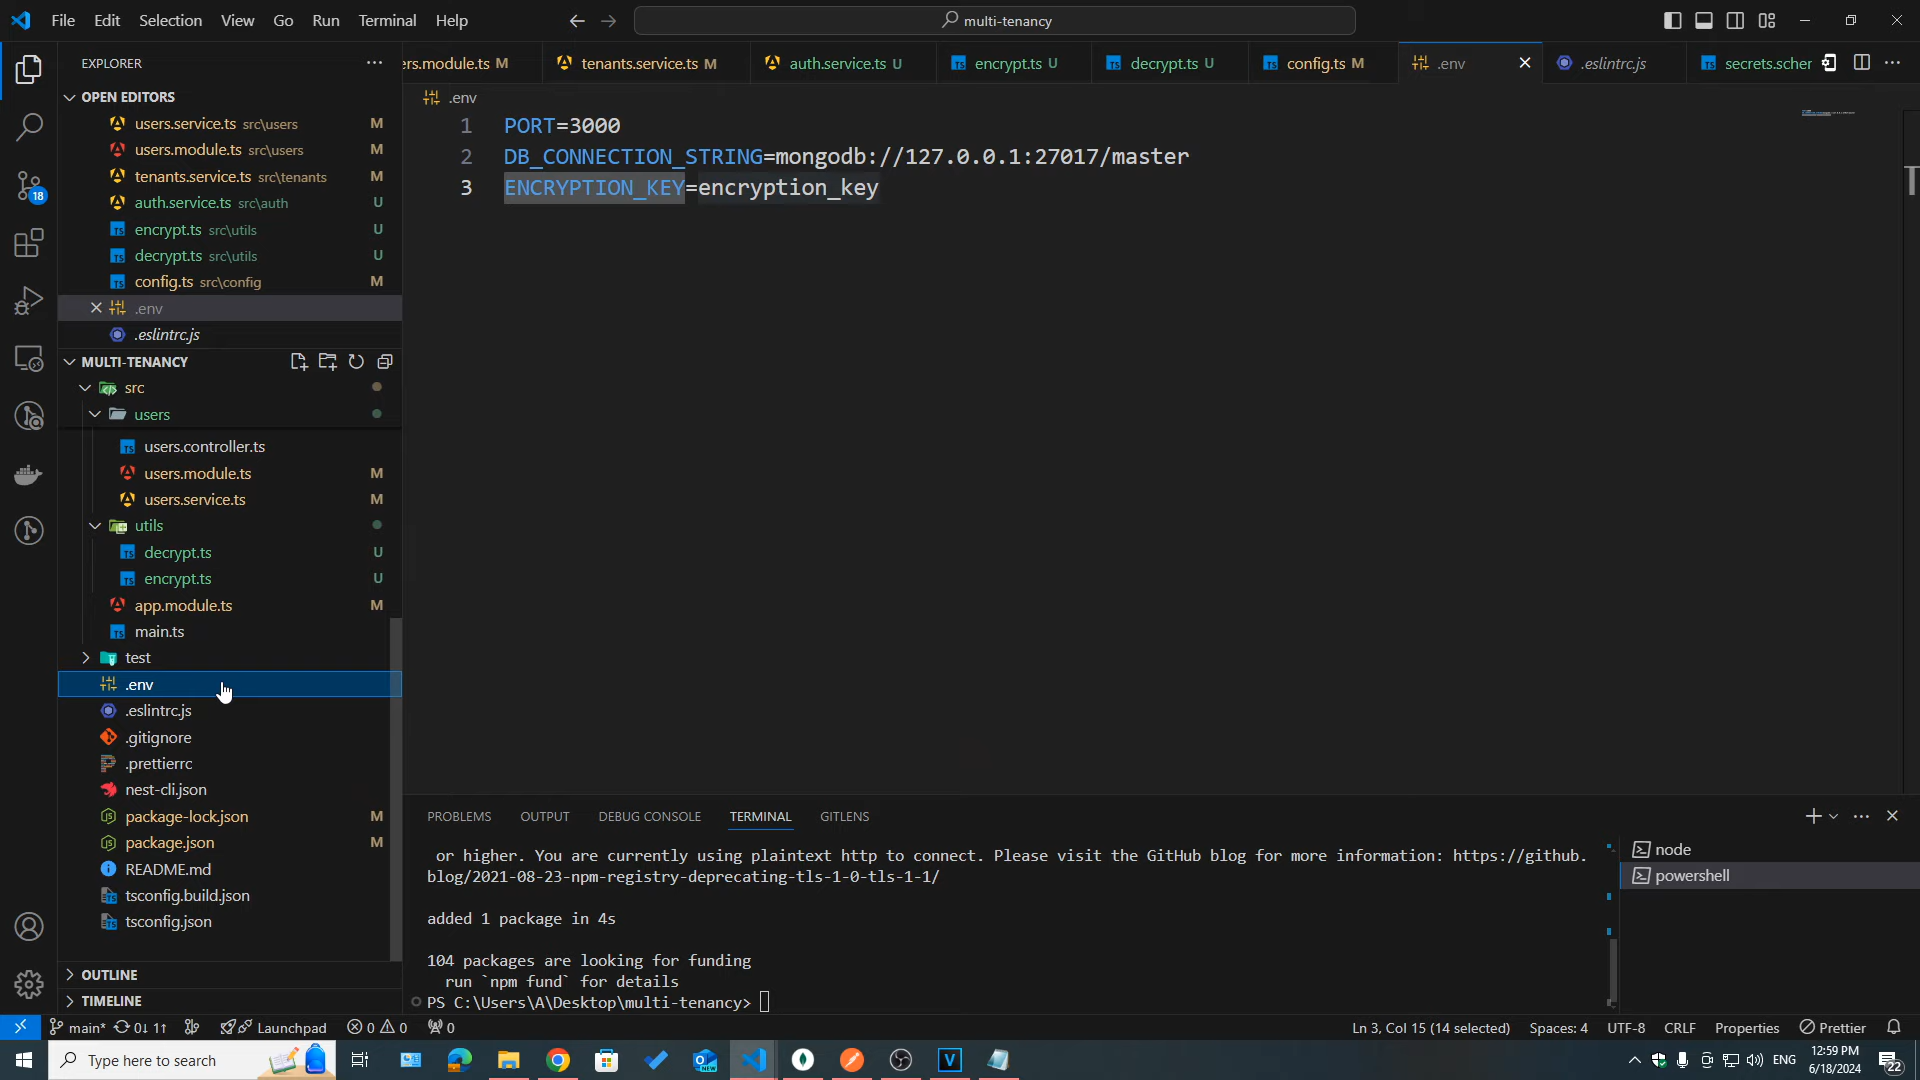 File Edit Selection View Go Run Terminal Help
multi-tenancy
EXPLORER
rs.module.ts M
tenants.service.ts M
auth.service.ts U
encrypt.ts U
decrypt.ts U
config.ts M
.env
.eslintrc.js
secrets.scher
OPEN EDITORS
users.service.ts src\users M
users.module.ts src\users M
tenants.service.ts src\tenants M
auth.service.ts src\auth U
encrypt.ts src\utils U
decrypt.ts src\utils U
config.ts src\config M
.env
.eslintrc.js
MULTI-TENANCY
src
users
users.controller.ts
users.module.ts M
users.service.ts M
utils
decrypt.ts U
encrypt.ts U
app.module.ts M
main.ts
test
.env
.eslintrc.js
.gitignore
.prettierrc
nest-cli.json
package-lock.json M
package.json M
README.md
tsconfig.build.json
tsconfig.json
OUTLINE
TIMELINE
18
.env
1 PORT=3000
2 DB_CONNECTION_STRING=mongodb://127.0.0.1:27017/master
3 ENCRYPTION_KEY=encryption_key
PROBLEMS OUTPUT DEBUG CONSOLE TERMINAL GITLENS
or higher. You are currently using plaintext http to connect. Please visit the GitHub blog for more information: https://github.
blog/2021-08-23-npm-registry-deprecating-tls-1-0-tls-1-1/
added 1 package in 4s
104 packages are looking for funding
run `npm fund` for details
PS C:\Users\A\Desktop\multi-tenancy>
node
powershell
main* 0↓ 1↑ Launchpad 0 0 0
Ln 3, Col 15 (14 selected) Spaces: 4 UTF-8 CRLF Properties Prettier
Type here to search
ENG
12:59 PM
6/18/2024
22